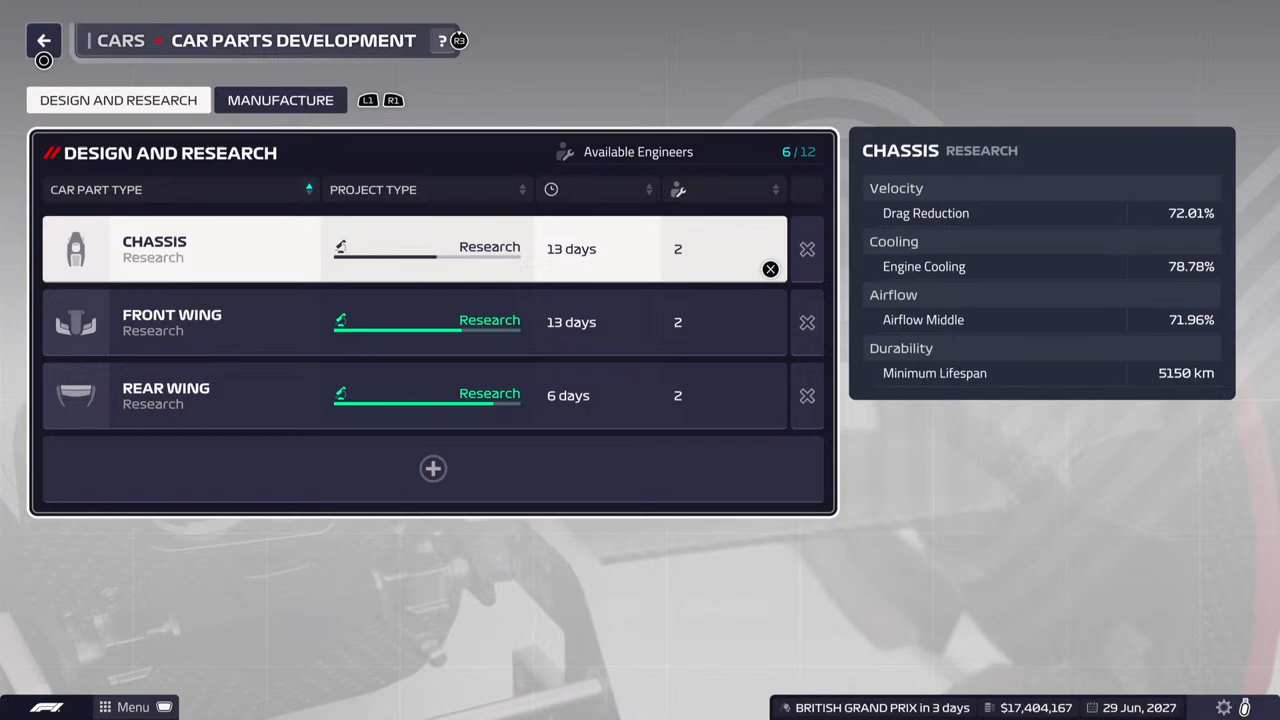 CARS CAR PARTS DEVELOPMENT ? R3
DESIGN AND RESEARCH MANUFACTURE L1 R1
DESIGN AND RESEARCH Available Engineers 6/12
CAR PART TYPE PROJECT TYPE
CHASSIS
Research
Research 13 days 2
FRONT WING
Research
Research 13 days 2
REAR WING
Research
Research 6 days 2
CHASSIS RESEARCH
Velocity
Drag Reduction 72.01%
Cooling
Engine Cooling 78.78%
Airflow
Airflow Middle 71.96%
Durability
Minimum Lifespan 5150 km
F1 Menu BRITISH GRAND PRIX in 3 days $17,404,167 29 Jun, 2027